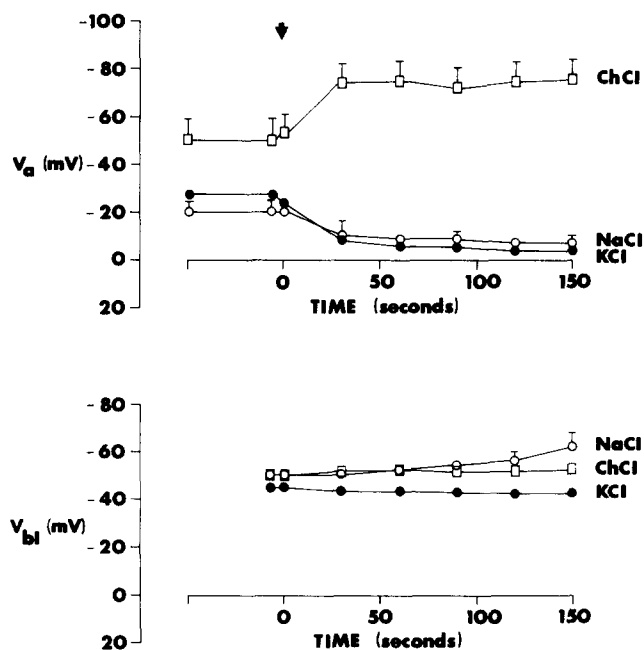 - 100
- 80
ChCl
- 60
Va (mV)
- 40
- 20
NaCl
KCl
0
20
0 50 100 150
TIME (seconds)
- 80
- 60
NaCl
ChCl
- 40
KCl
Vbl (mV)
- 20
0
20
0 50 100 150
TIME (seconds)